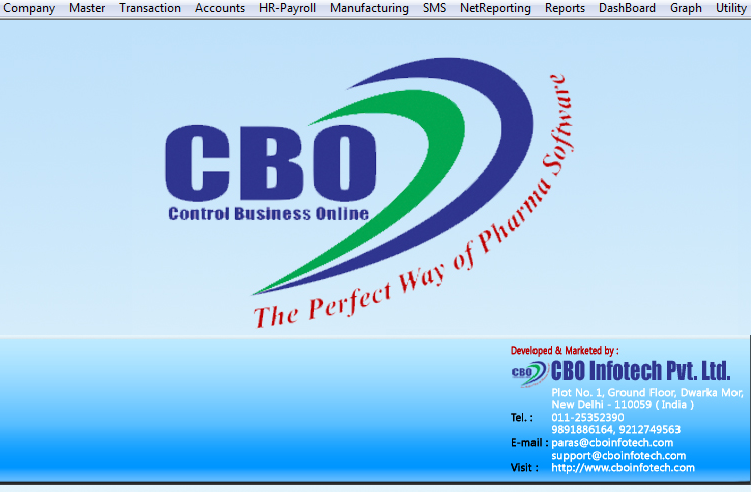 Company Master Transaction Accounts HR-Payroll Manufacturing SMS NetReporting Reports DashBoard Graph Utility
CBO
Control Business Online
The Perfect Way of Pharma Software
Developed & Marketed by :
CBO CBO Infotech Pvt. Ltd.
Plot No. 1, Ground Floor, Dwarka Mor,
New Delhi - 110059 ( India )
Tel. : 011-25352390
9891886164, 9212749563
E-mail : paras@cboinfotech.com
support@cboinfotech.com
Visit : http://www.cboinfotech.com